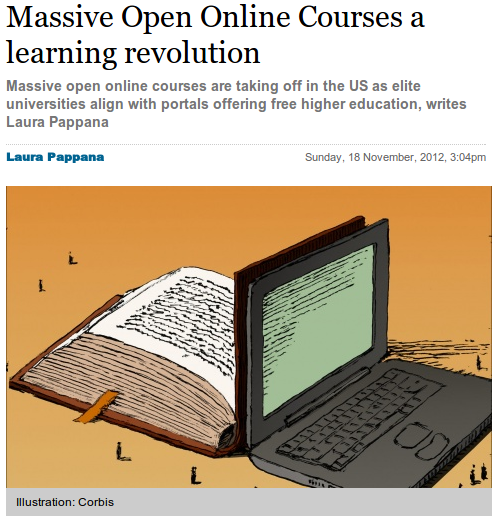 Massive Open Online Courses a
learning revolution
Massive open online courses are taking off in the US as elite
universities align with portals offering free higher education, writes
Laura Pappana
Laura Pappana
Sunday, 18 November, 2012, 3:04pm
Illustration: Corbis